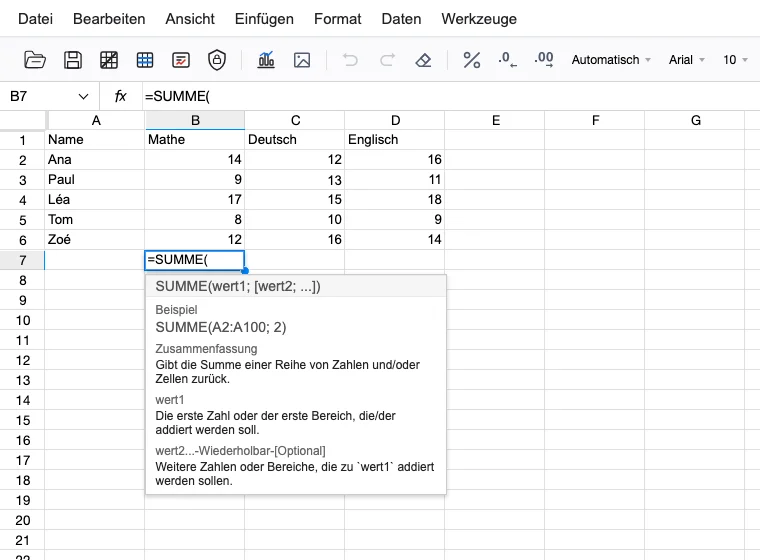 Datei Bearbeiten Ansicht Einfügen Format Daten Werkzeuge
% .0 .00 Automatisch Arial 10
B7 fx =SUMME(
A B C D E F G
1 Name Mathe Deutsch Englisch
2 Ana 14 12 16
3 Paul 9 13 11
4 Léa 17 15 18
5 Tom 8 10 9
6 Zoé 12 16 14
7 =SUMME(
8 SUMME(wert1; [wert2; ...])
9 Beispiel
10 SUMME(A2:A100; 2)
11 Zusammenfassung
12 Gibt die Summe einer Reihe von Zahlen und/oder
13 Zellen zurück.
14 wert1
15 Die erste Zahl oder der erste Bereich, die/der
16 addiert werden soll.
17 wert2...-Wiederholbar-[Optional]
18 Weitere Zahlen oder Bereiche, die zu `wert1` addiert
werden sollen.
19
20
21
22